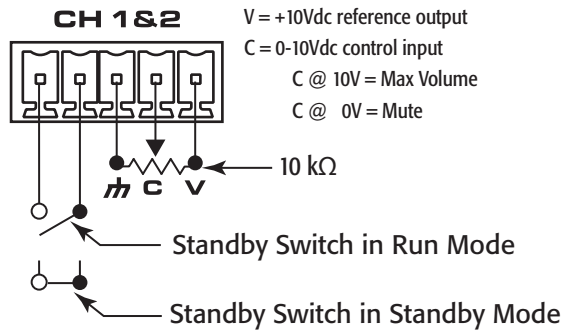 CH 1&2
V = +10Vdc reference output
C = 0-10Vdc control input
C @ 10V = Max Volume
C @ 0V = Mute
10 kΩ
C V
Standby Switch in Run Mode
Standby Switch in Standby Mode